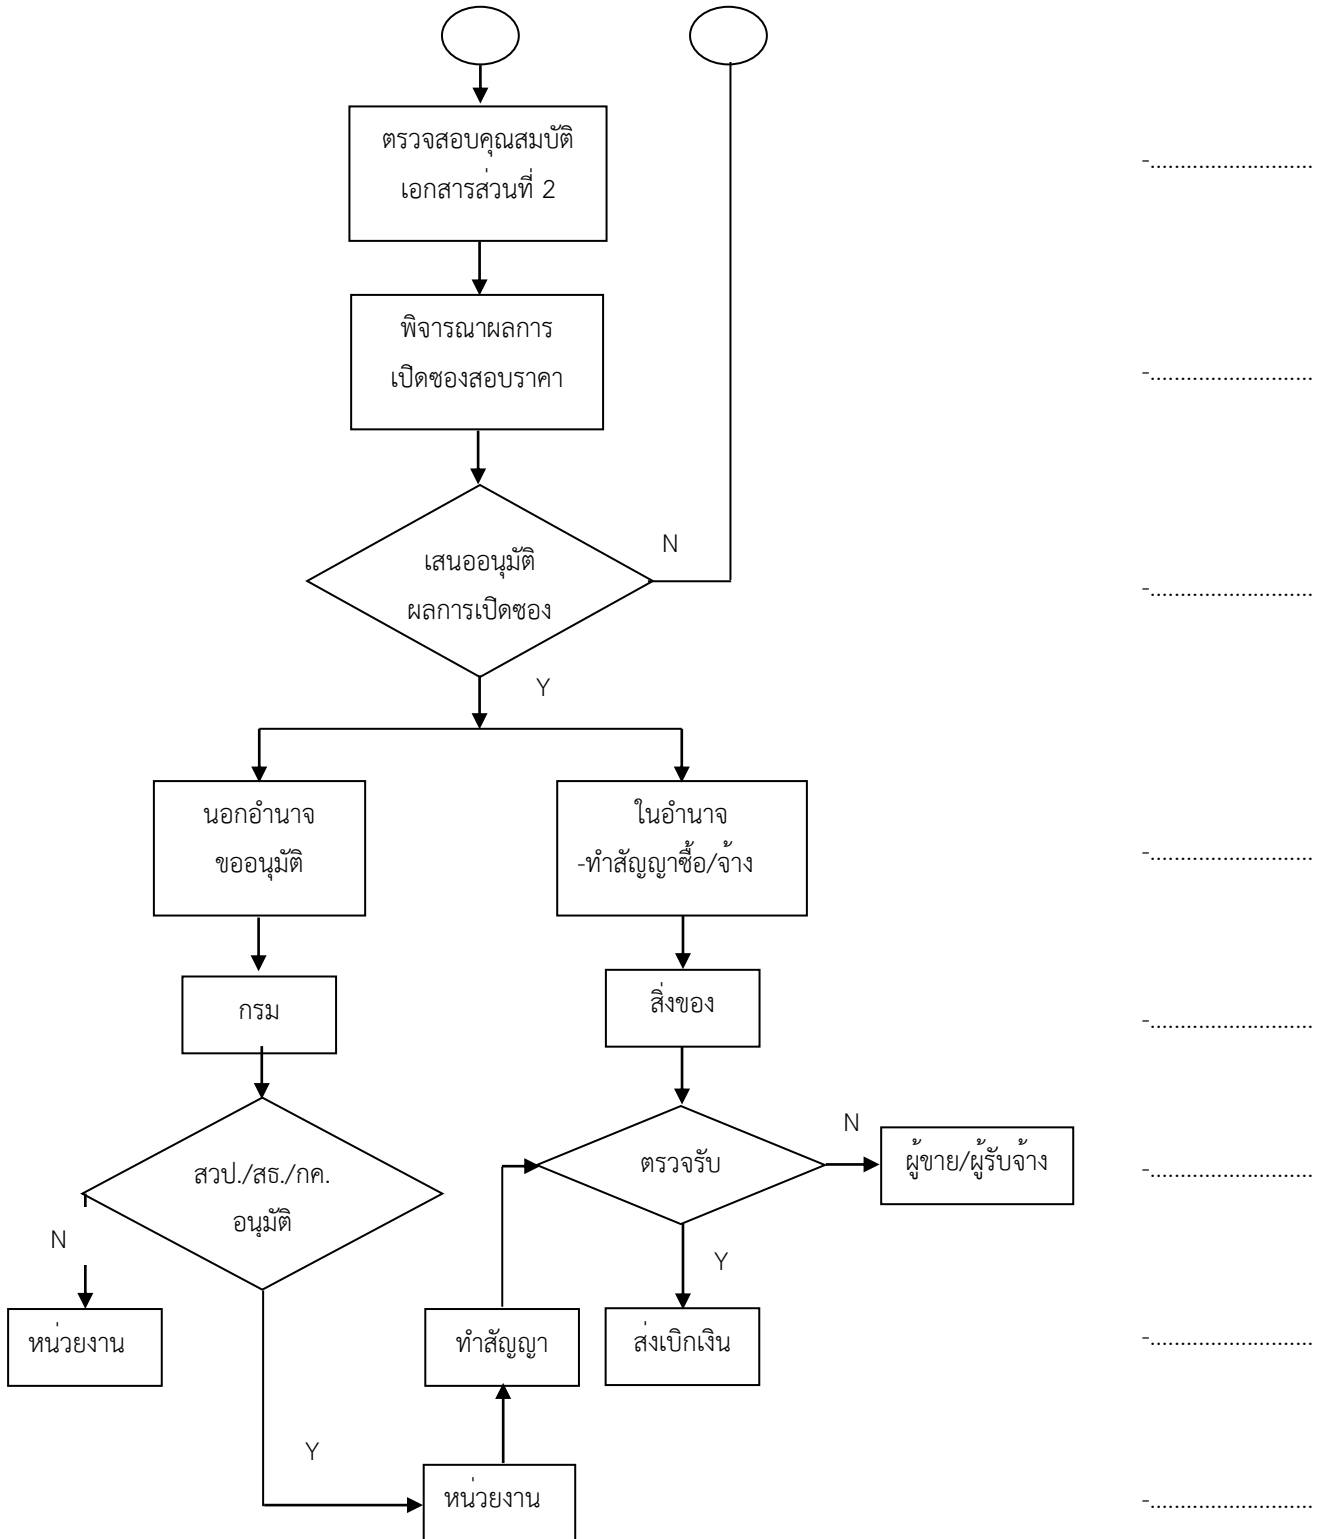 ตรวจสอบคุณสมบัติ
เอกสารส่วนที่ 2
-...........................
พิจารณาผลการ
เปิดซองสอบราคา
-...........................
N
เสนออนุมัติ
ผลการเปิดซอง
-...........................
Y
นอกอำนาจ
ขออนุมัติ
ในอำนาจ
-ทำสัญญาซื้อ/จ้าง
-...........................
กรม
สิ่งของ
-...........................
สวป./สธ./กค.
อนุมัติ
ตรวจรับ
N
ผู้ขาย/ผู้รับจ้าง
-...........................
N
Y
หน่วยงาน
ทำสัญญา
ส่งเบิกเงิน
-...........................
Y
หน่วยงาน
-...........................